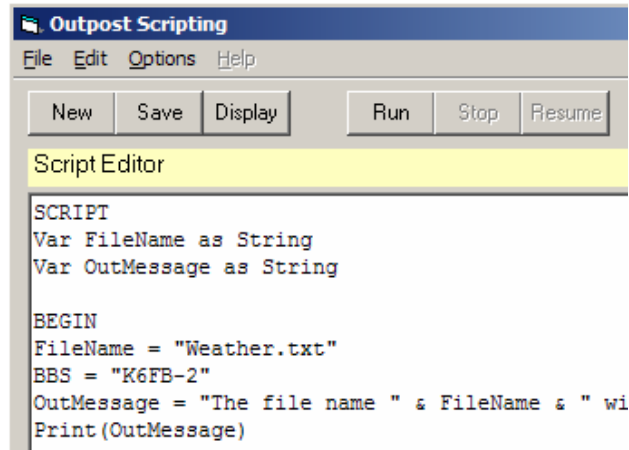 Outpost Scripting
File Edit Options Help
New Save Display Run Stop Resume
Script Editor
SCRIPT
Var FileName as String
Var OutMessage as String
BEGIN
FileName = "Weather.txt"
BBS = "K6FB-2"
OutMessage = "The file name " & FileName & " wi
Print(OutMessage)